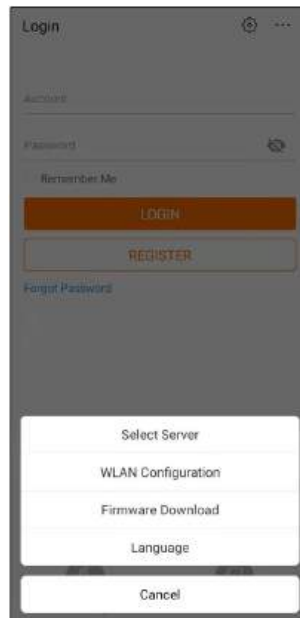 Login
Account
Password
Remember Me
LOGIN
REGISTER
Forgot Password
Select Server
WLAN Configuration
Firmware Download
Language
Cancel